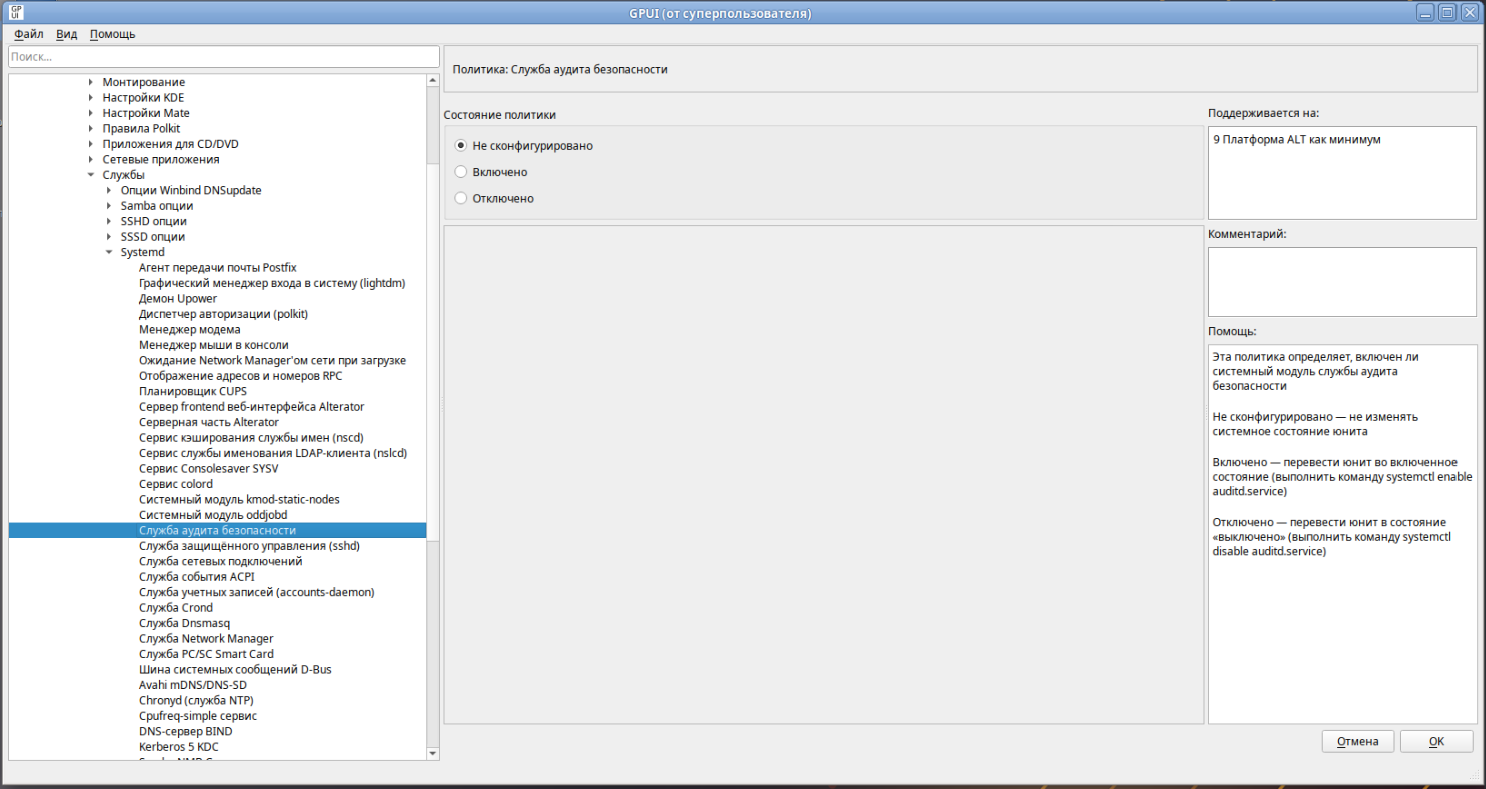 GPUI (от суперпользователя)
Файл Вид Помощь
Поиск...
Монтирование
Настройки KDE
Настройки Mate
Правила Polkit
Приложения для CD/DVD
Сетевые приложения
Службы
Опции Winbind DNSupdate
Samba опции
SSHD опции
SSSD опции
Systemd
Агент передачи почты Postfix
Графический менеджер входа в систему (lightdm)
Демон Upower
Диспетчер авторизации (polkit)
Менеджер модема
Менеджер мыши в консоли
Ожидание Network Manager'ом сети при загрузке
Отображение адресов и номеров RPC
Планировщик CUPS
Сервер frontend веб-интерфейса Alterator
Серверная часть Alterator
Сервис кэширования службы имен (nscd)
Сервис службы именования LDAP-клиента (nslcd)
Сервис Consolesaver SYSV
Сервис colord
Системный модуль kmod-static-nodes
Системный модуль oddjobd
Служба аудита безопасности
Служба защищённого управления (sshd)
Служба сетевых подключений
Служба события ACPI
Служба учетных записей (accounts-daemon)
Служба Crond
Служба Dnsmasq
Служба Network Manager
Служба PC/SC Smart Card
Шина системных сообщений D-Bus
Avahi mDNS/DNS-SD
Chronyd (служба NTP)
Cpufreq-simple сервис
DNS-сервер BIND
Kerberos 5 KDC
Политика: Служба аудита безопасности
Состояние политики
Не сконфигурировано
Включено
Отключено
Поддерживается на:
9 Платформа ALT как минимум
Комментарий:
Помощь:
Эта политика определяет, включен ли
системный модуль службы аудита
безопасности
Не сконфигурировано — не изменять
системное состояние юнита
Включено — перевести юнит во включенное
состояние (выполнить команду systemctl enable
auditd.service)
Отключено — перевести юнит в состояние
«выключено» (выполнить команду systemctl
disable auditd.service)
Отмена
OK